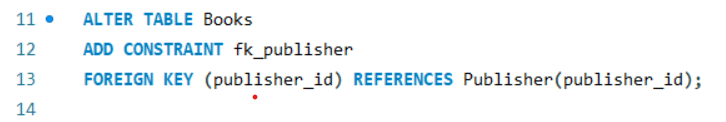 11 ALTER TABLE Books
12 ADD CONSTRAINT fk_publisher
13 FOREIGN KEY (publisher_id) REFERENCES Publisher(publisher_id);
14